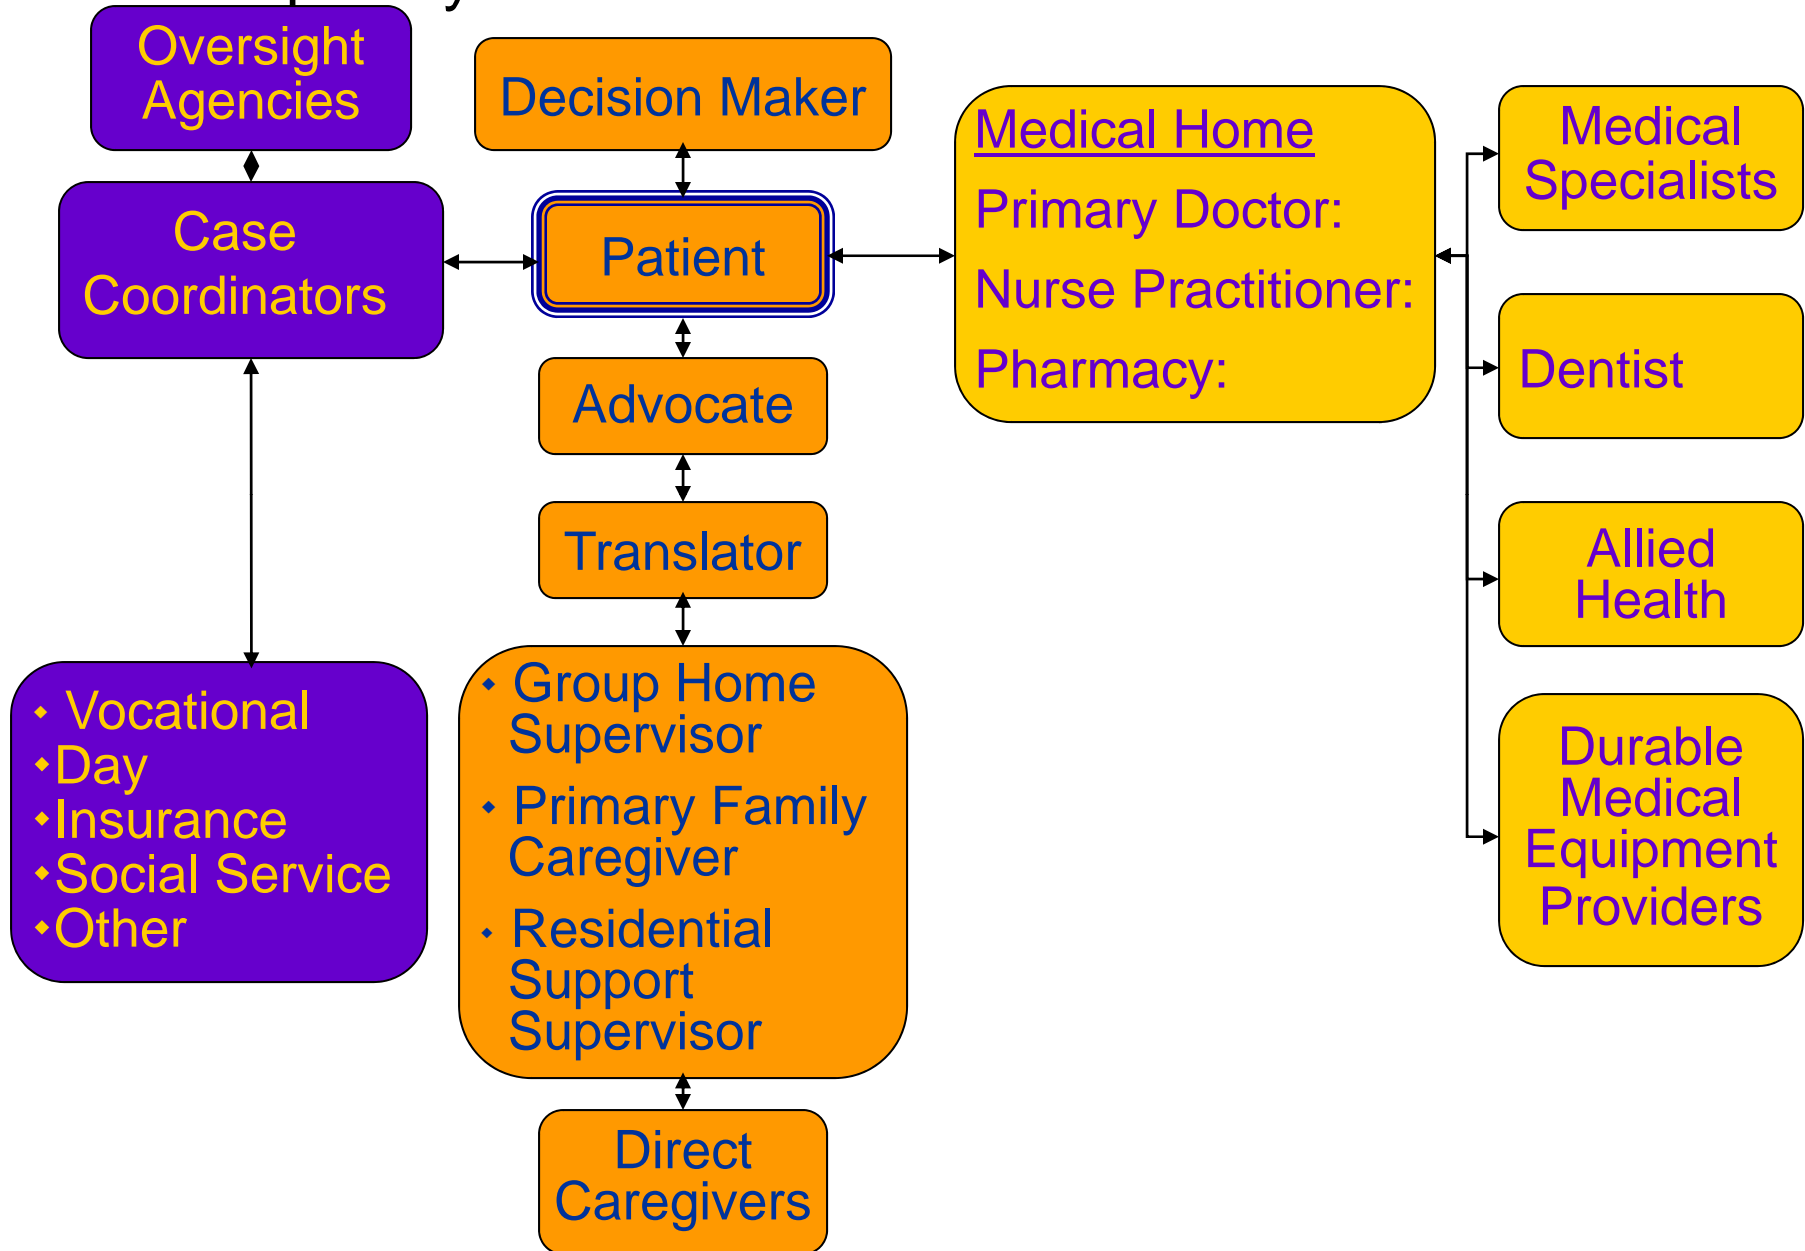 Oversight
Agencies
Decision Maker
Case
Coordinators
Patient
Medical Home
Primary Doctor:
Nurse Practitioner:
Pharmacy:
Medical
Specialists
Dentist
Allied
Health
Durable
Medical
Equipment
Providers
Advocate
Translator
Vocational
Day
Insurance
Social Service
Other
Group Home
Supervisor
Primary Family
Caregiver
Residential
Support
Supervisor
Direct
Caregivers